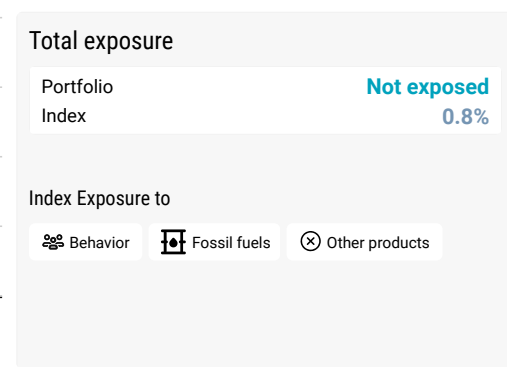 Total exposure
Portfolio Not exposed
Index 0.8%
Index Exposure to
Behavior Fossil fuels Other products